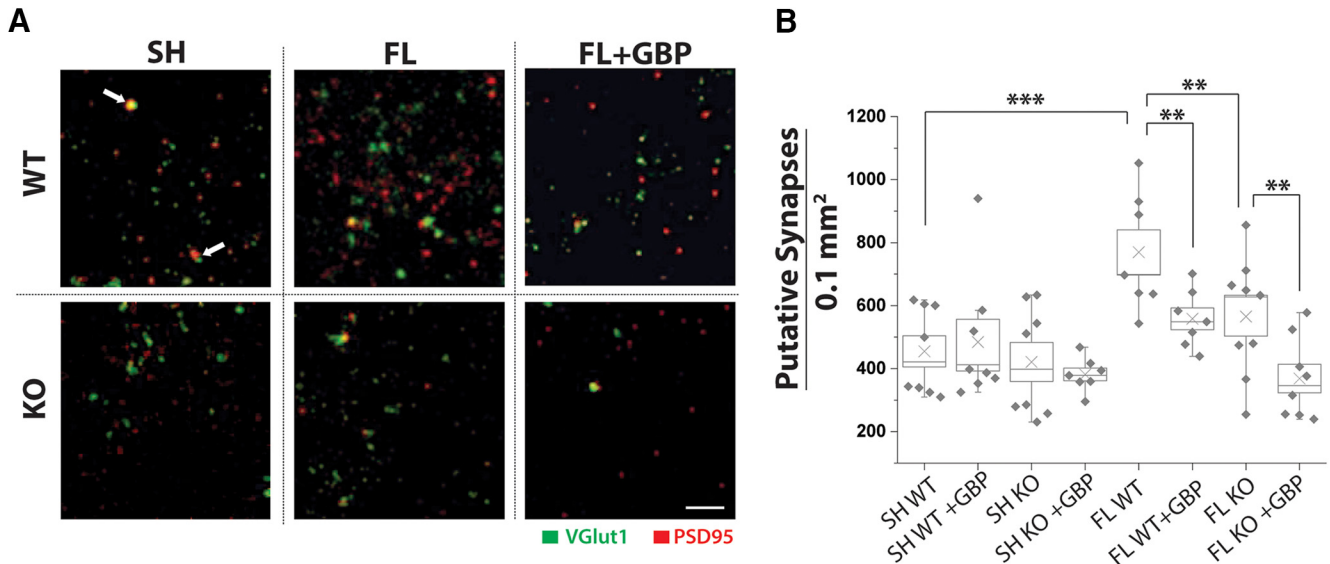 A
SH
FL
FL+GBP
WT
KO
VGlut1
PSD95
B
Putative Synapses
0.1 mm²
1200
1000
800
600
400
200
***
**
**
**
SH WT
SH WT +GBP
SH KO
SH KO +GBP
FL WT
FL WT+GBP
FL KO
FL KO +GBP